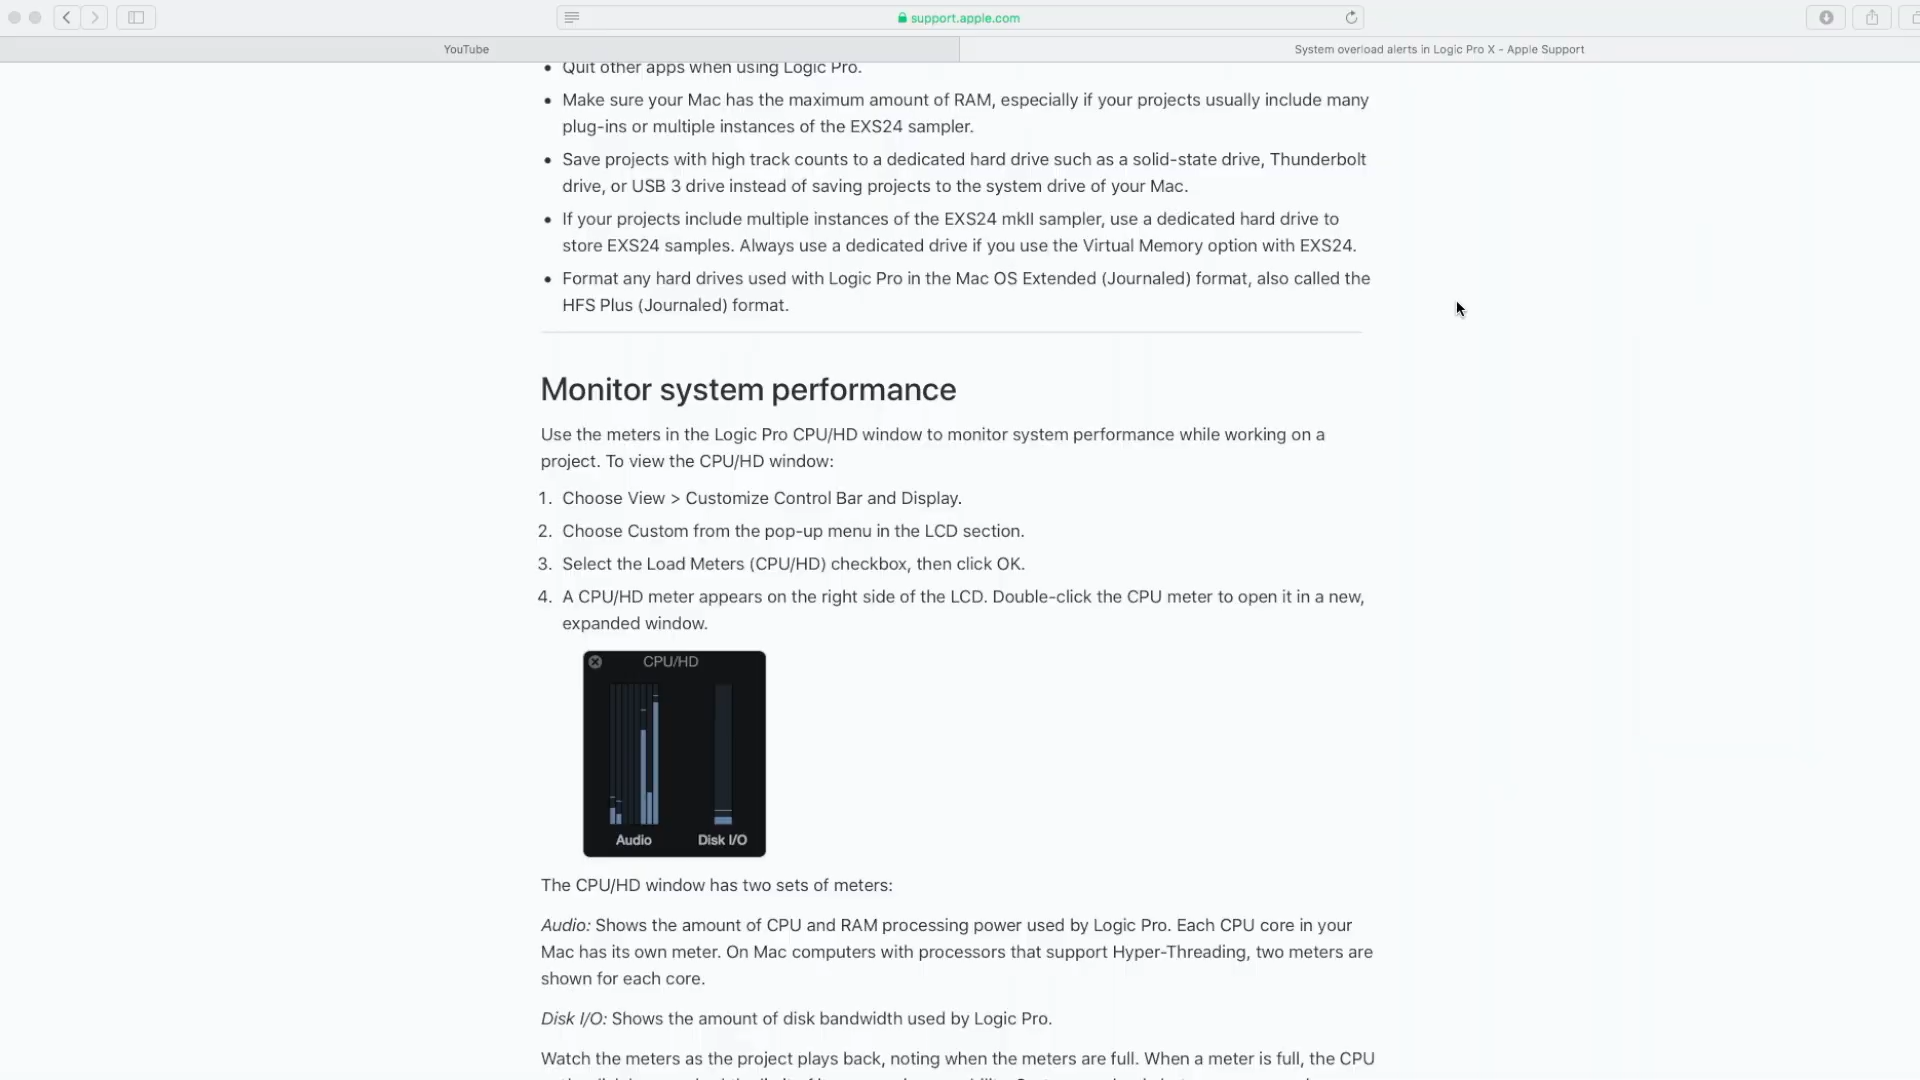 support.apple.com
YouTube
System overload alerts in Logic Pro X - Apple Support
• Quit other apps when using Logic Pro.
• Make sure your Mac has the maximum amount of RAM, especially if your projects usually include many
plug-ins or multiple instances of the EXS24 sampler.
• Save projects with high track counts to a dedicated hard drive such as a solid-state drive, Thunderbolt
drive, or USB 3 drive instead of saving projects to the system drive of your Mac.
• If your projects include multiple instances of the EXS24 mkII sampler, use a dedicated hard drive to
store EXS24 samples. Always use a dedicated drive if you use the Virtual Memory option with EXS24.
• Format any hard drives used with Logic Pro in the Mac OS Extended (Journaled) format, also called the
HFS Plus (Journaled) format.
Monitor system performance
Use the meters in the Logic Pro CPU/HD window to monitor system performance while working on a
project. To view the CPU/HD window:
1. Choose View > Customize Control Bar and Display.
2. Choose Custom from the pop-up menu in the LCD section.
3. Select the Load Meters (CPU/HD) checkbox, then click OK.
4. A CPU/HD meter appears on the right side of the LCD. Double-click the CPU meter to open it in a new,
expanded window.
CPU/HD
Audio Disk I/O
The CPU/HD window has two sets of meters:
Audio: Shows the amount of CPU and RAM processing power used by Logic Pro. Each CPU core in your
Mac has its own meter. On Mac computers with processors that support Hyper-Threading, two meters are
shown for each core.
Disk I/O: Shows the amount of disk bandwidth used by Logic Pro.
Watch the meters as the project plays back, noting when the meters are full. When a meter is full, the CPU